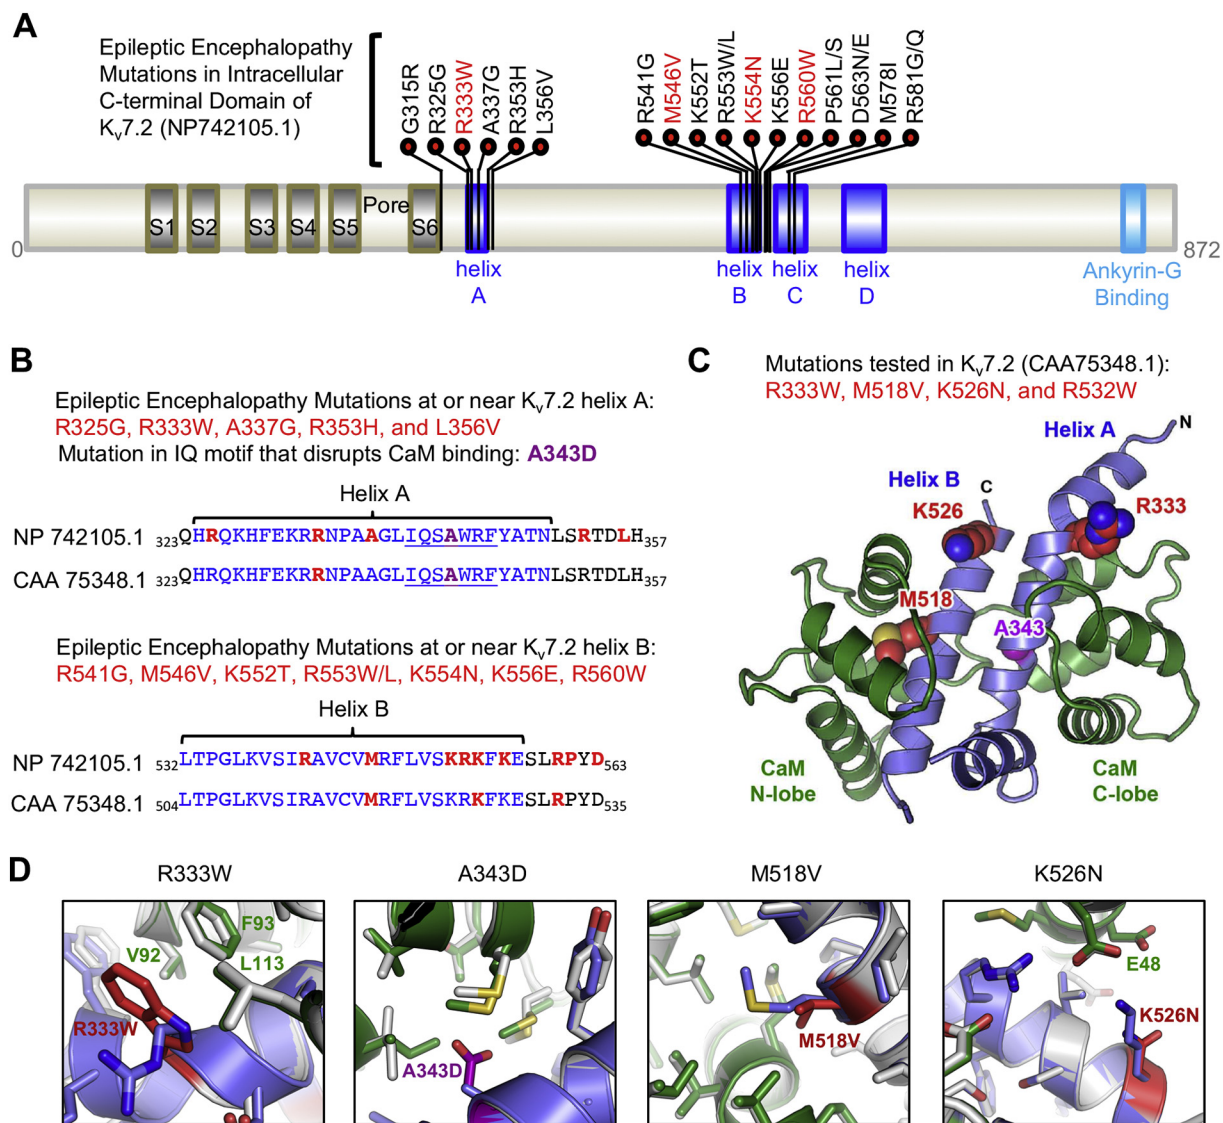 A
Epileptic Encephalopathy
Mutations in Intracellular
C-terminal Domain of
Kv7.2 (NP742105.1)
G315R
R325G
R333W
A337G
R353H
L356V
R541G
M546V
K552T
R553W/L
K554N
K556E
R560W
P561L/S
D563N/E
M578I
R581G/Q
S1
S2
S3
S4
S5
Pore
S6
0
872
helix
A
helix
B
helix
C
helix
D
Ankyrin-G
Binding
B
Epileptic Encephalopathy Mutations at or near Kv7.2 helix A:
R325G, R333W, A337G, R353H, and L356V
Mutation in IQ motif that disrupts CaM binding: A343D
Helix A
NP 742105.1 323QHRQKHFEKRRNPAAGLIQSAWRFYATNLSRTDLH357
CAA 75348.1 323QHRQKHFEKRRNPAAGLIQSAWRFYATNLSRTDLH357
Epileptic Encephalopathy Mutations at or near Kv7.2 helix B:
R541G, M546V, K552T, R553W/L, K554N, K556E, R560W
Helix B
NP 742105.1 532LTPGLKVSIRAVCVMRFLVSKRKFKESLRPYD563
CAA 75348.1 504LTPGLKVSIRAVCVMRFLVSKRKFKESLRPYD535
C
Mutations tested in Kv7.2 (CAA75348.1):
R333W, M518V, K526N, and R532W
Helix A
N
Helix B
C
K526
R333
M518
A343
CaM
N-lobe
CaM
C-lobe
D
R333W
A343D
M518V
K526N
F93
V92
L113
R333W
A343D
M518V
E48
K526N